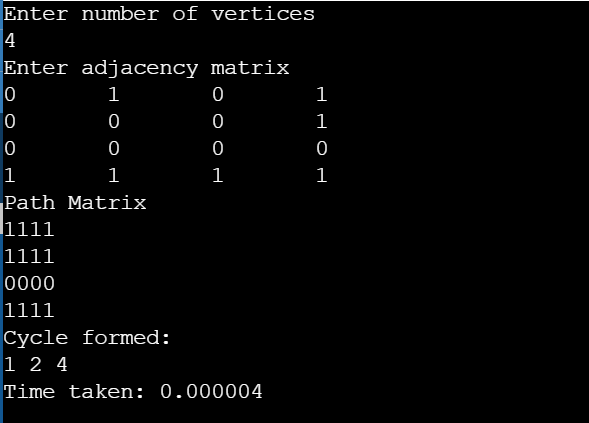 Enter number of vertices
4
Enter adjacency matrix
0 1 0 1
0 0 0 1
0 0 0 0
1 1 1 1
Path Matrix
1111
1111
0000
1111
Cycle formed:
1 2 4
Time taken: 0.000004